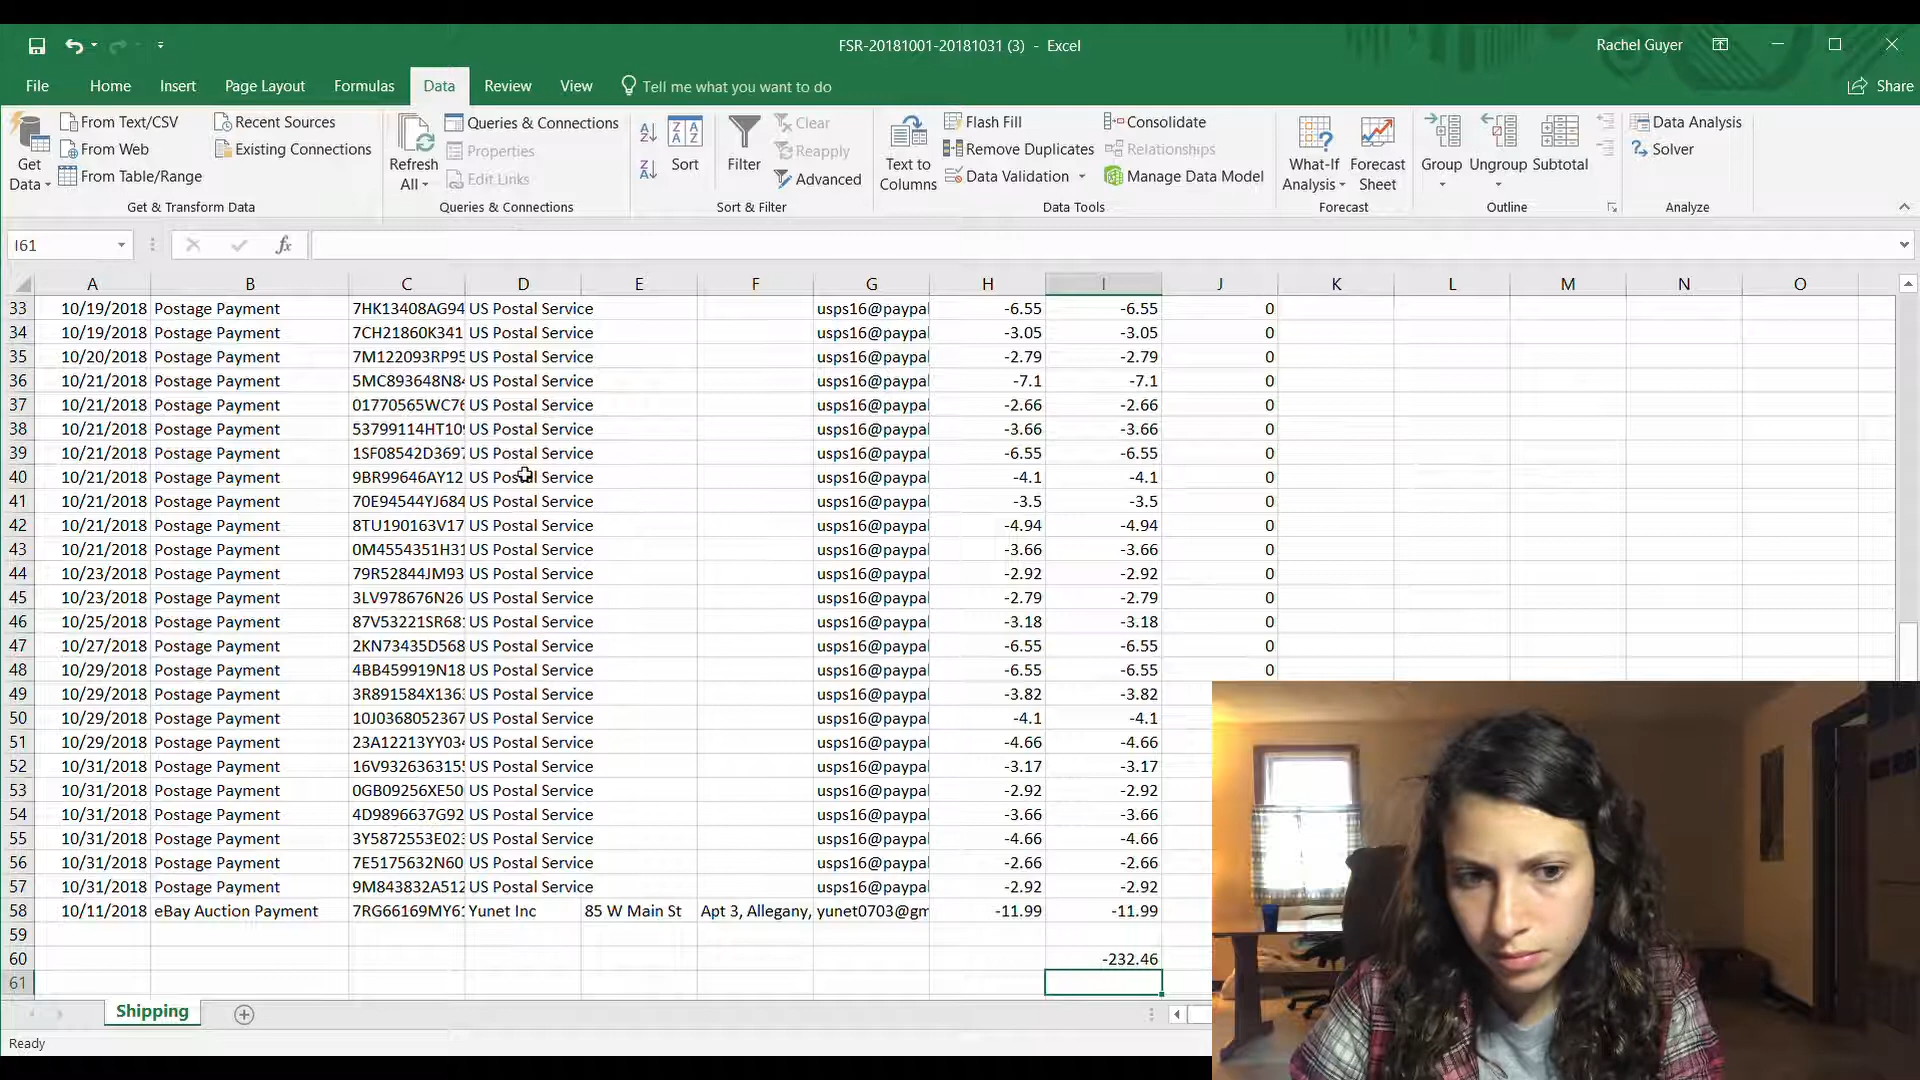 FSR-20181001-20181031 (3) - Excel
Rachel Guyer
File Home Insert Page Layout Formulas Data Review View Tell me what you want to do
Share
Get Data
From Text/CSV
From Web
From Table/Range
Recent Sources
Existing Connections
Get & Transform Data
Refresh All
Queries & Connections
Properties
Edit Links
Queries & Connections
Sort
Filter
Clear
Reapply
Advanced
Sort & Filter
Text to Columns
Flash Fill
Remove Duplicates
Data Validation
Consolidate
Relationships
Manage Data Model
Data Tools
What-If Analysis
Forecast Sheet
Forecast
Group
Ungroup
Subtotal
Outline
Data Analysis
Solver
Analyze
I61
fx
A B C D E F G H I J K L M N O
33 10/19/2018 Postage Payment 7HK13408AG94 US Postal Service usps16@paypal -6.55 -6.55 0
34 10/19/2018 Postage Payment 7CH21860K341 US Postal Service usps16@paypal -3.05 -3.05 0
35 10/20/2018 Postage Payment 7M122093RP95 US Postal Service usps16@paypal -2.79 -2.79 0
36 10/21/2018 Postage Payment 5MC893648N84 US Postal Service usps16@paypal -7.1 -7.1 0
37 10/21/2018 Postage Payment 01770565WC76 US Postal Service usps16@paypal -2.66 -2.66 0
38 10/21/2018 Postage Payment 53799114HT109 US Postal Service usps16@paypal -3.66 -3.66 0
39 10/21/2018 Postage Payment 1SF08542D3697 US Postal Service usps16@paypal -6.55 -6.55 0
40 10/21/2018 Postage Payment 9BR99646AY12 US Postal Service usps16@paypal -4.1 -4.1 0
41 10/21/2018 Postage Payment 70E94544YJ684 US Postal Service usps16@paypal -3.5 -3.5 0
42 10/21/2018 Postage Payment 8TU190163V17 US Postal Service usps16@paypal -4.94 -4.94 0
43 10/21/2018 Postage Payment 0M4554351H31 US Postal Service usps16@paypal -3.66 -3.66 0
44 10/23/2018 Postage Payment 79R52844JM93 US Postal Service usps16@paypal -2.92 -2.92 0
45 10/23/2018 Postage Payment 3LV978676N26 US Postal Service usps16@paypal -2.79 -2.79 0
46 10/25/2018 Postage Payment 87V53221SR681 US Postal Service usps16@paypal -3.18 -3.18 0
47 10/27/2018 Postage Payment 2KN73435D568 US Postal Service usps16@paypal -6.55 -6.55 0
48 10/29/2018 Postage Payment 4BB459919N18 US Postal Service usps16@paypal -6.55 -6.55 0
49 10/29/2018 Postage Payment 3R891584X1363 US Postal Service usps16@paypal -3.82 -3.82
50 10/29/2018 Postage Payment 10J0368052367 US Postal Service usps16@paypal -4.1 -4.1
51 10/29/2018 Postage Payment 23A12213YY034 US Postal Service usps16@paypal -4.66 -4.66
52 10/31/2018 Postage Payment 16V9326363155 US Postal Service usps16@paypal -3.17 -3.17
53 10/31/2018 Postage Payment 0GB09256XE50 US Postal Service usps16@paypal -2.92 -2.92
54 10/31/2018 Postage Payment 4D9896637G92 US Postal Service usps16@paypal -3.66 -3.66
55 10/31/2018 Postage Payment 3Y5872553E023 US Postal Service usps16@paypal -4.66 -4.66
56 10/31/2018 Postage Payment 7E5175632N60 US Postal Service usps16@paypal -2.66 -2.66
57 10/31/2018 Postage Payment 9M843832A512 US Postal Service usps16@paypal -2.92 -2.92
58 10/11/2018 eBay Auction Payment 7RG66169MY61 Yunet Inc 85 W Main St Apt 3, Allegany, yunet0703@gm -11.99 -11.99
59
60 -232.46
61
Shipping
Ready